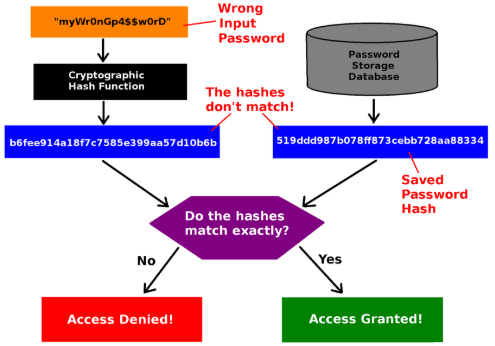 "myWr0nGp4$$w0rD"
Wrong
Input
Password
Password
Storage
Database
Cryptographic
Hash Function
The hashes
don't match!
b6fee914a18f7c7585e399aa57d10b6b
519ddd987b078ff873cebb728aa88334
Saved
Password
Hash
Do the hashes
match exactly?
No
Yes
Access Denied!
Access Granted!